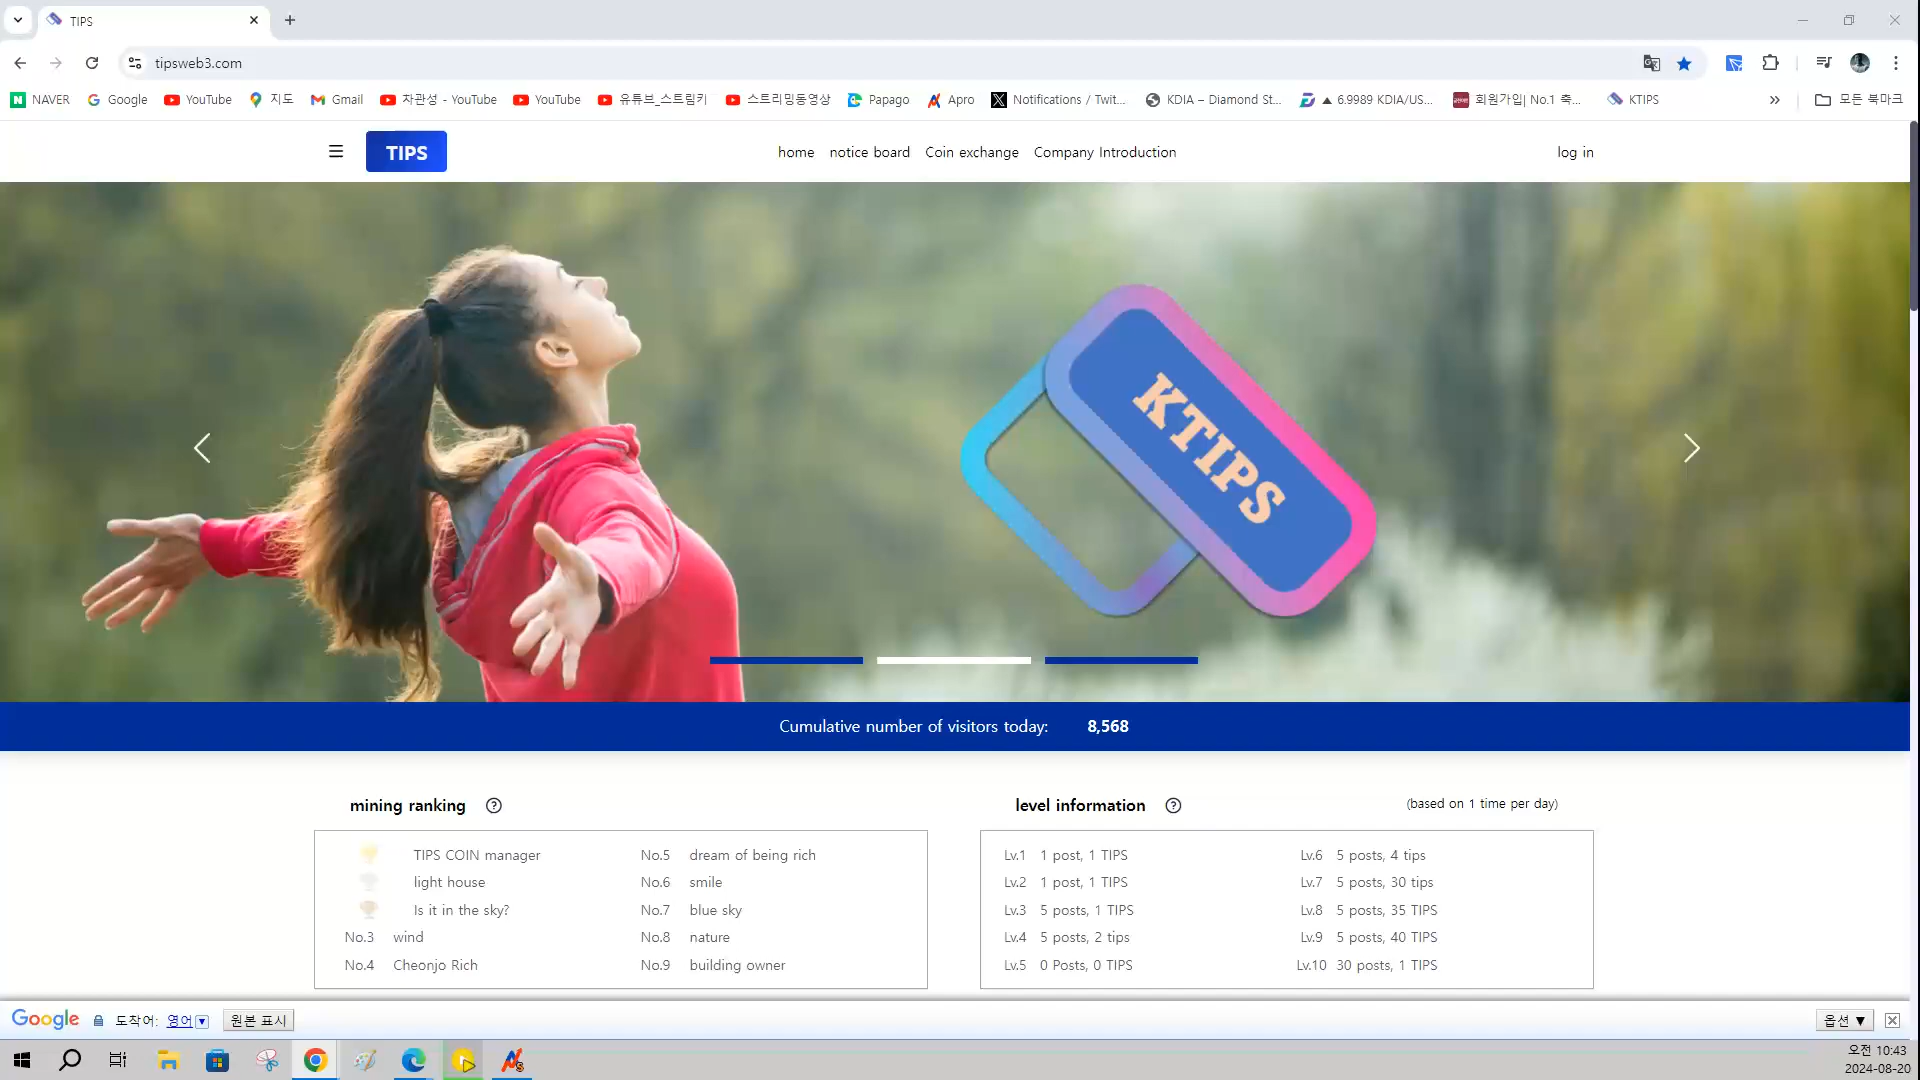 TIPS
tipsweb3.com
NAVER Google YouTube 지도 Gmail 차관성 - YouTube YouTube 유튜브_스트림키 스트리밍동영상 Papago Apro Notifications / Twit... KDIA – Diamond St... ▲ 6.9989 KDIA/US... 회원가입| No.1 축... KTIPS » 모든 북마크
TIPS home notice board Coin exchange Company Introduction log in
KTIPS
Cumulative number of visitors today: 8,568
mining ranking
TIPS COIN manager No.5 dream of being rich
light house No.6 smile
Is it in the sky? No.7 blue sky
No.3 wind No.8 nature
No.4 Cheonjo Rich No.9 building owner
level information (based on 1 time per day)
Lv.1 1 post, 1 TIPS Lv.6 5 posts, 4 tips
Lv.2 1 post, 1 TIPS Lv.7 5 posts, 30 tips
Lv.3 5 posts, 1 TIPS Lv.8 5 posts, 35 TIPS
Lv.4 5 posts, 2 tips Lv.9 5 posts, 40 TIPS
Lv.5 0 Posts, 0 TIPS Lv.10 30 posts, 1 TIPS
Google 도착어: 영어 ▼ 원본 표시 옵션 ▼
오전 10:43
2024-08-20